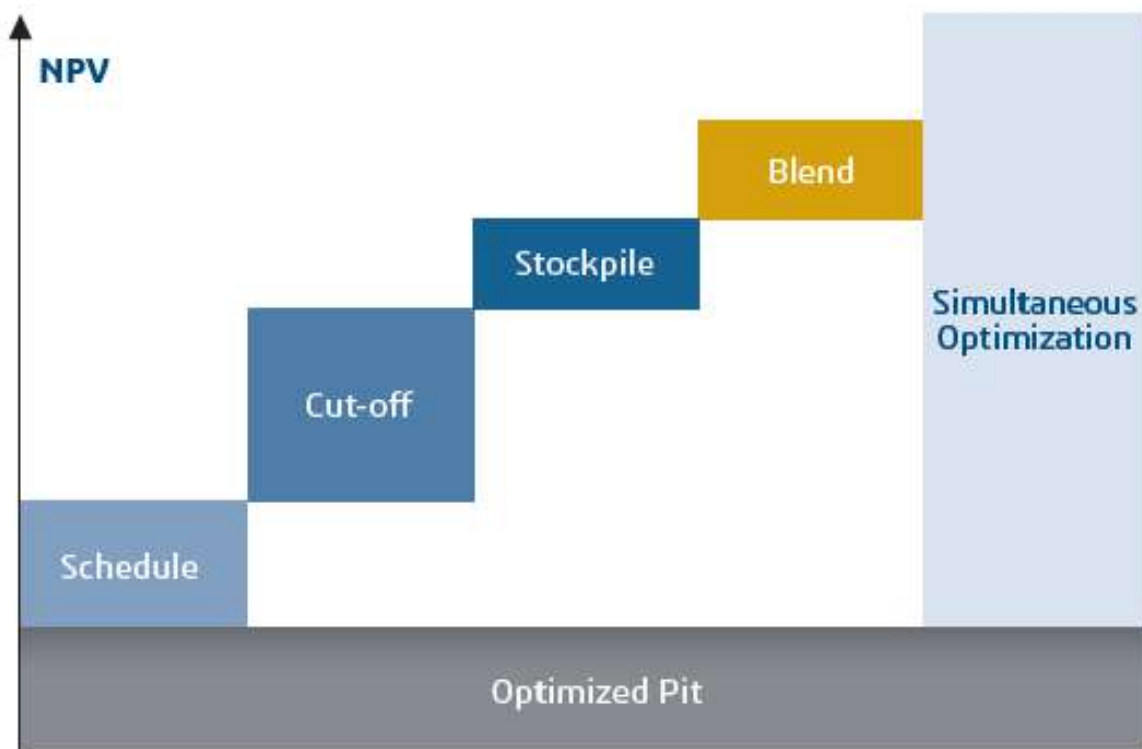 NPV
Blend
Stockpile
Simultaneous
Optimization
Cut-off
Schedule
Optimized Pit